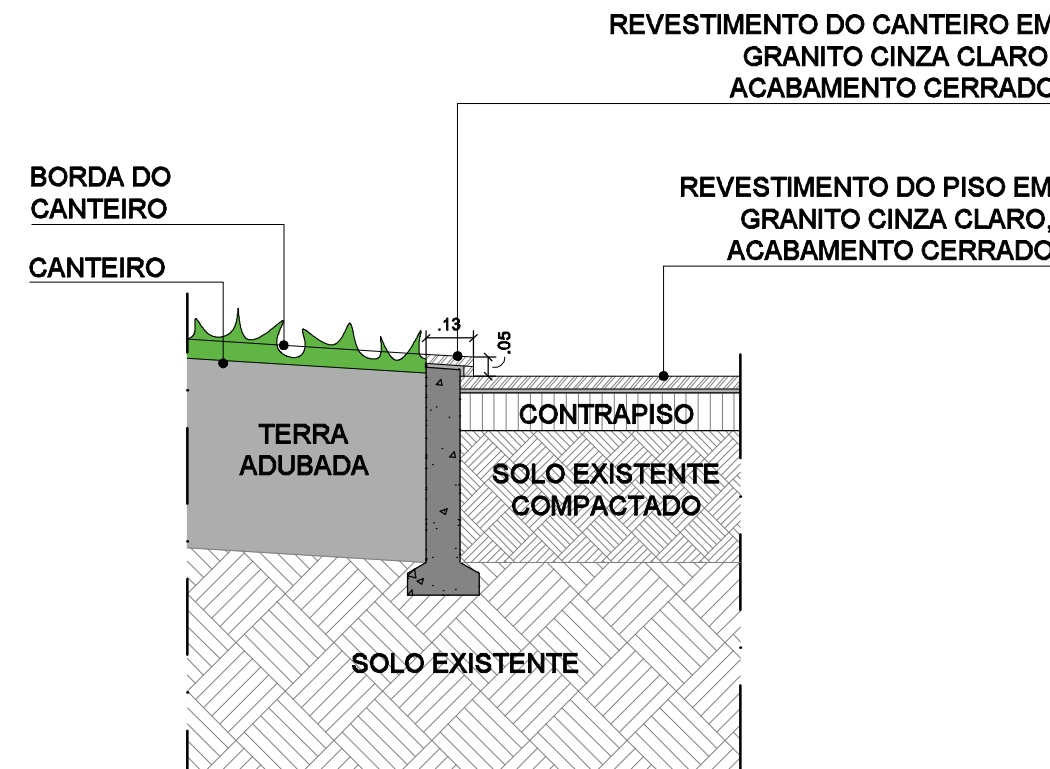 REVESTIMENTO DO CANTEIRO EM
GRANITO CINZA CLARO
ACABAMENTO CERRADO
BORDA DO
CANTEIRO
REVESTIMENTO DO PISO EM
GRANITO CINZA CLARO,
ACABAMENTO CERRADO
CANTEIRO
.13
.05
CONTRAPISO
TERRA
ADUBADA
SOLO EXISTENTE
COMPACTADO
SOLO EXISTENTE